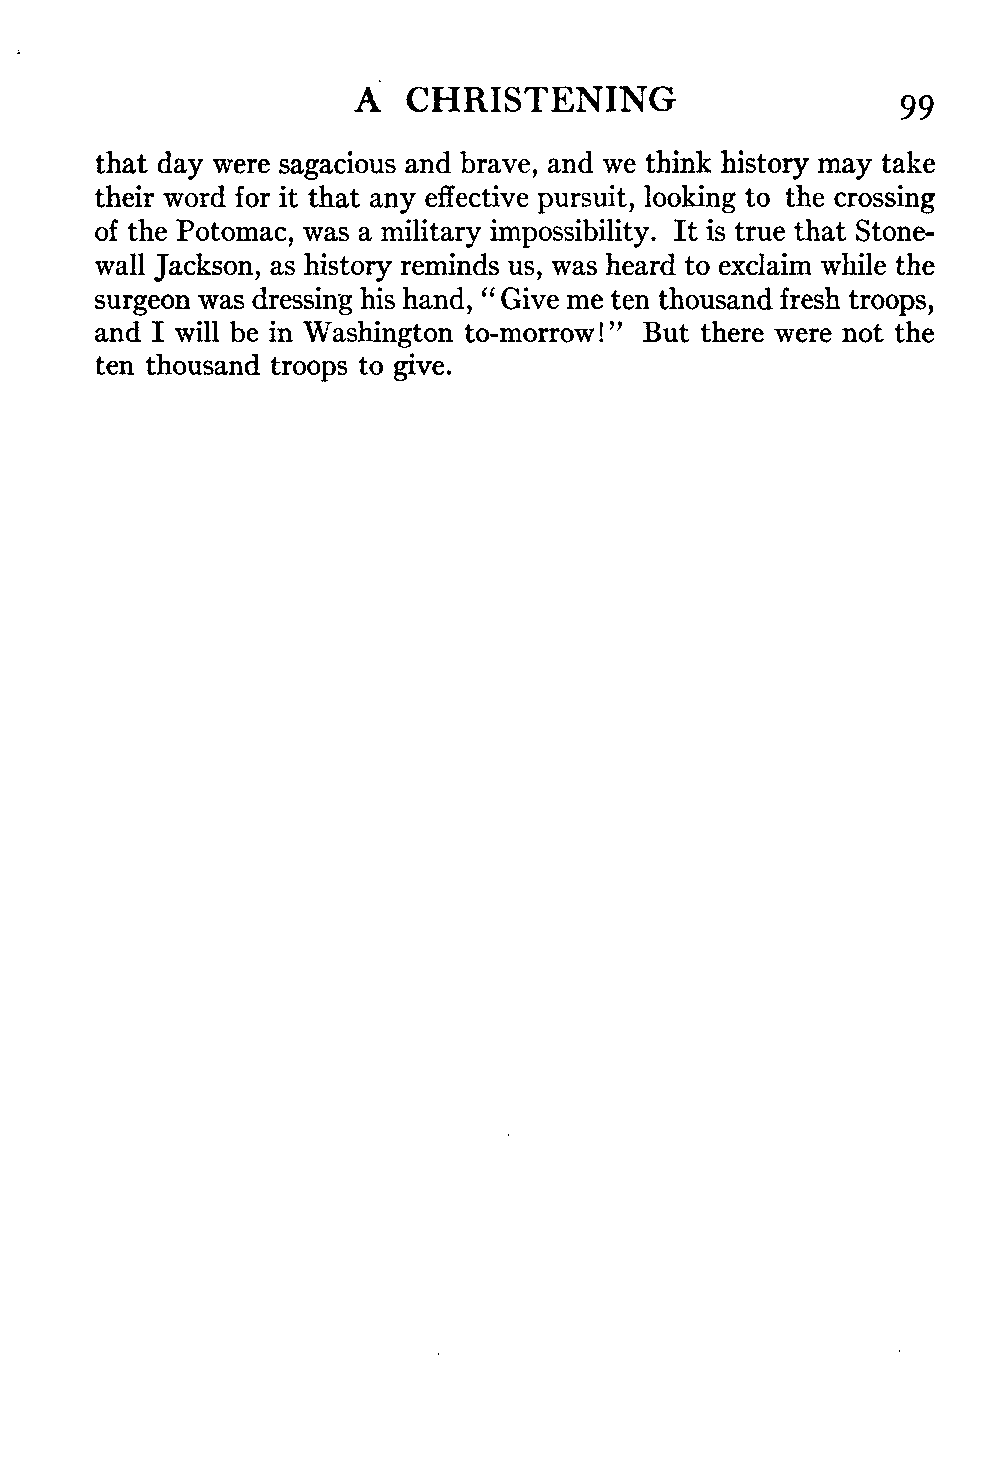 A CHRISTENING 99
that day were sagacious and brave, and we think history may take
their word for it that any effective pursuit, looking to the crossing
of the Potomac, was a military impossibility. It is true that Stone-
wall Jackson, as history reminds us, was heard to exclaim while the
surgeon was dressing his hand, “Give me ten thousand fresh troops,
and I will be in Washington to-morrow!” But there were not the
ten thousand troops to give.